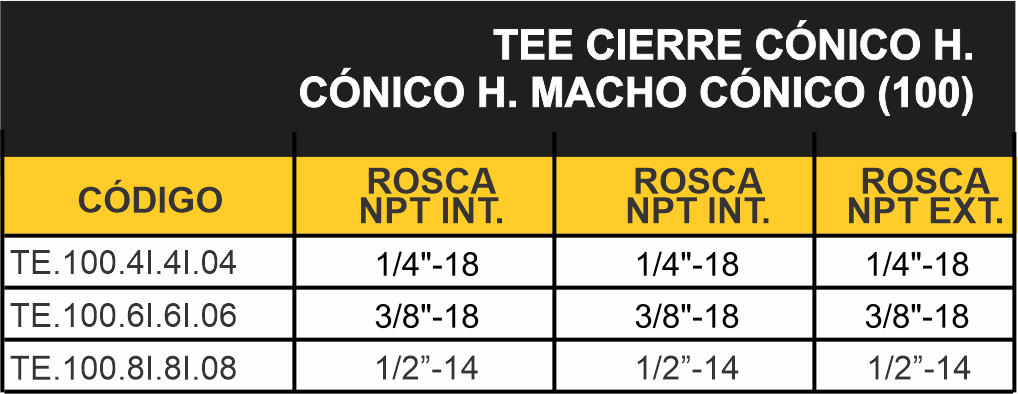 TEE CIERRE CÓNICO H.
CÓNICO H. MACHO CÓNICO (100)
CÓDIGO ROSCA NPT INT. ROSCA NPT INT. ROSCA NPT EXT.
TE.100.4I.4I.04 1/4"-18 1/4"-18 1/4"-18
TE.100.6I.6I.06 3/8"-18 3/8"-18 3/8"-18
TE.100.8I.8I.08 1/2”-14 1/2”-14 1/2”-14